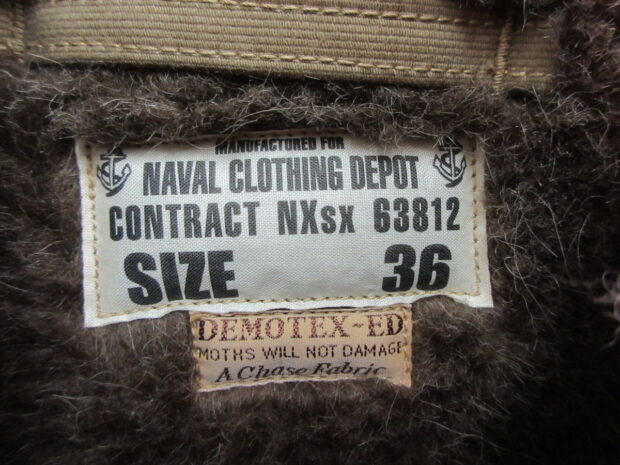 MANUFACTURED FOR
NAVAL CLOTHING DEPOT
CONTRACT NXsx 63812
SIZE 36
DEMOTEX-ED
MOTHS WILL NOT DAMAGE
A Chase Fabric